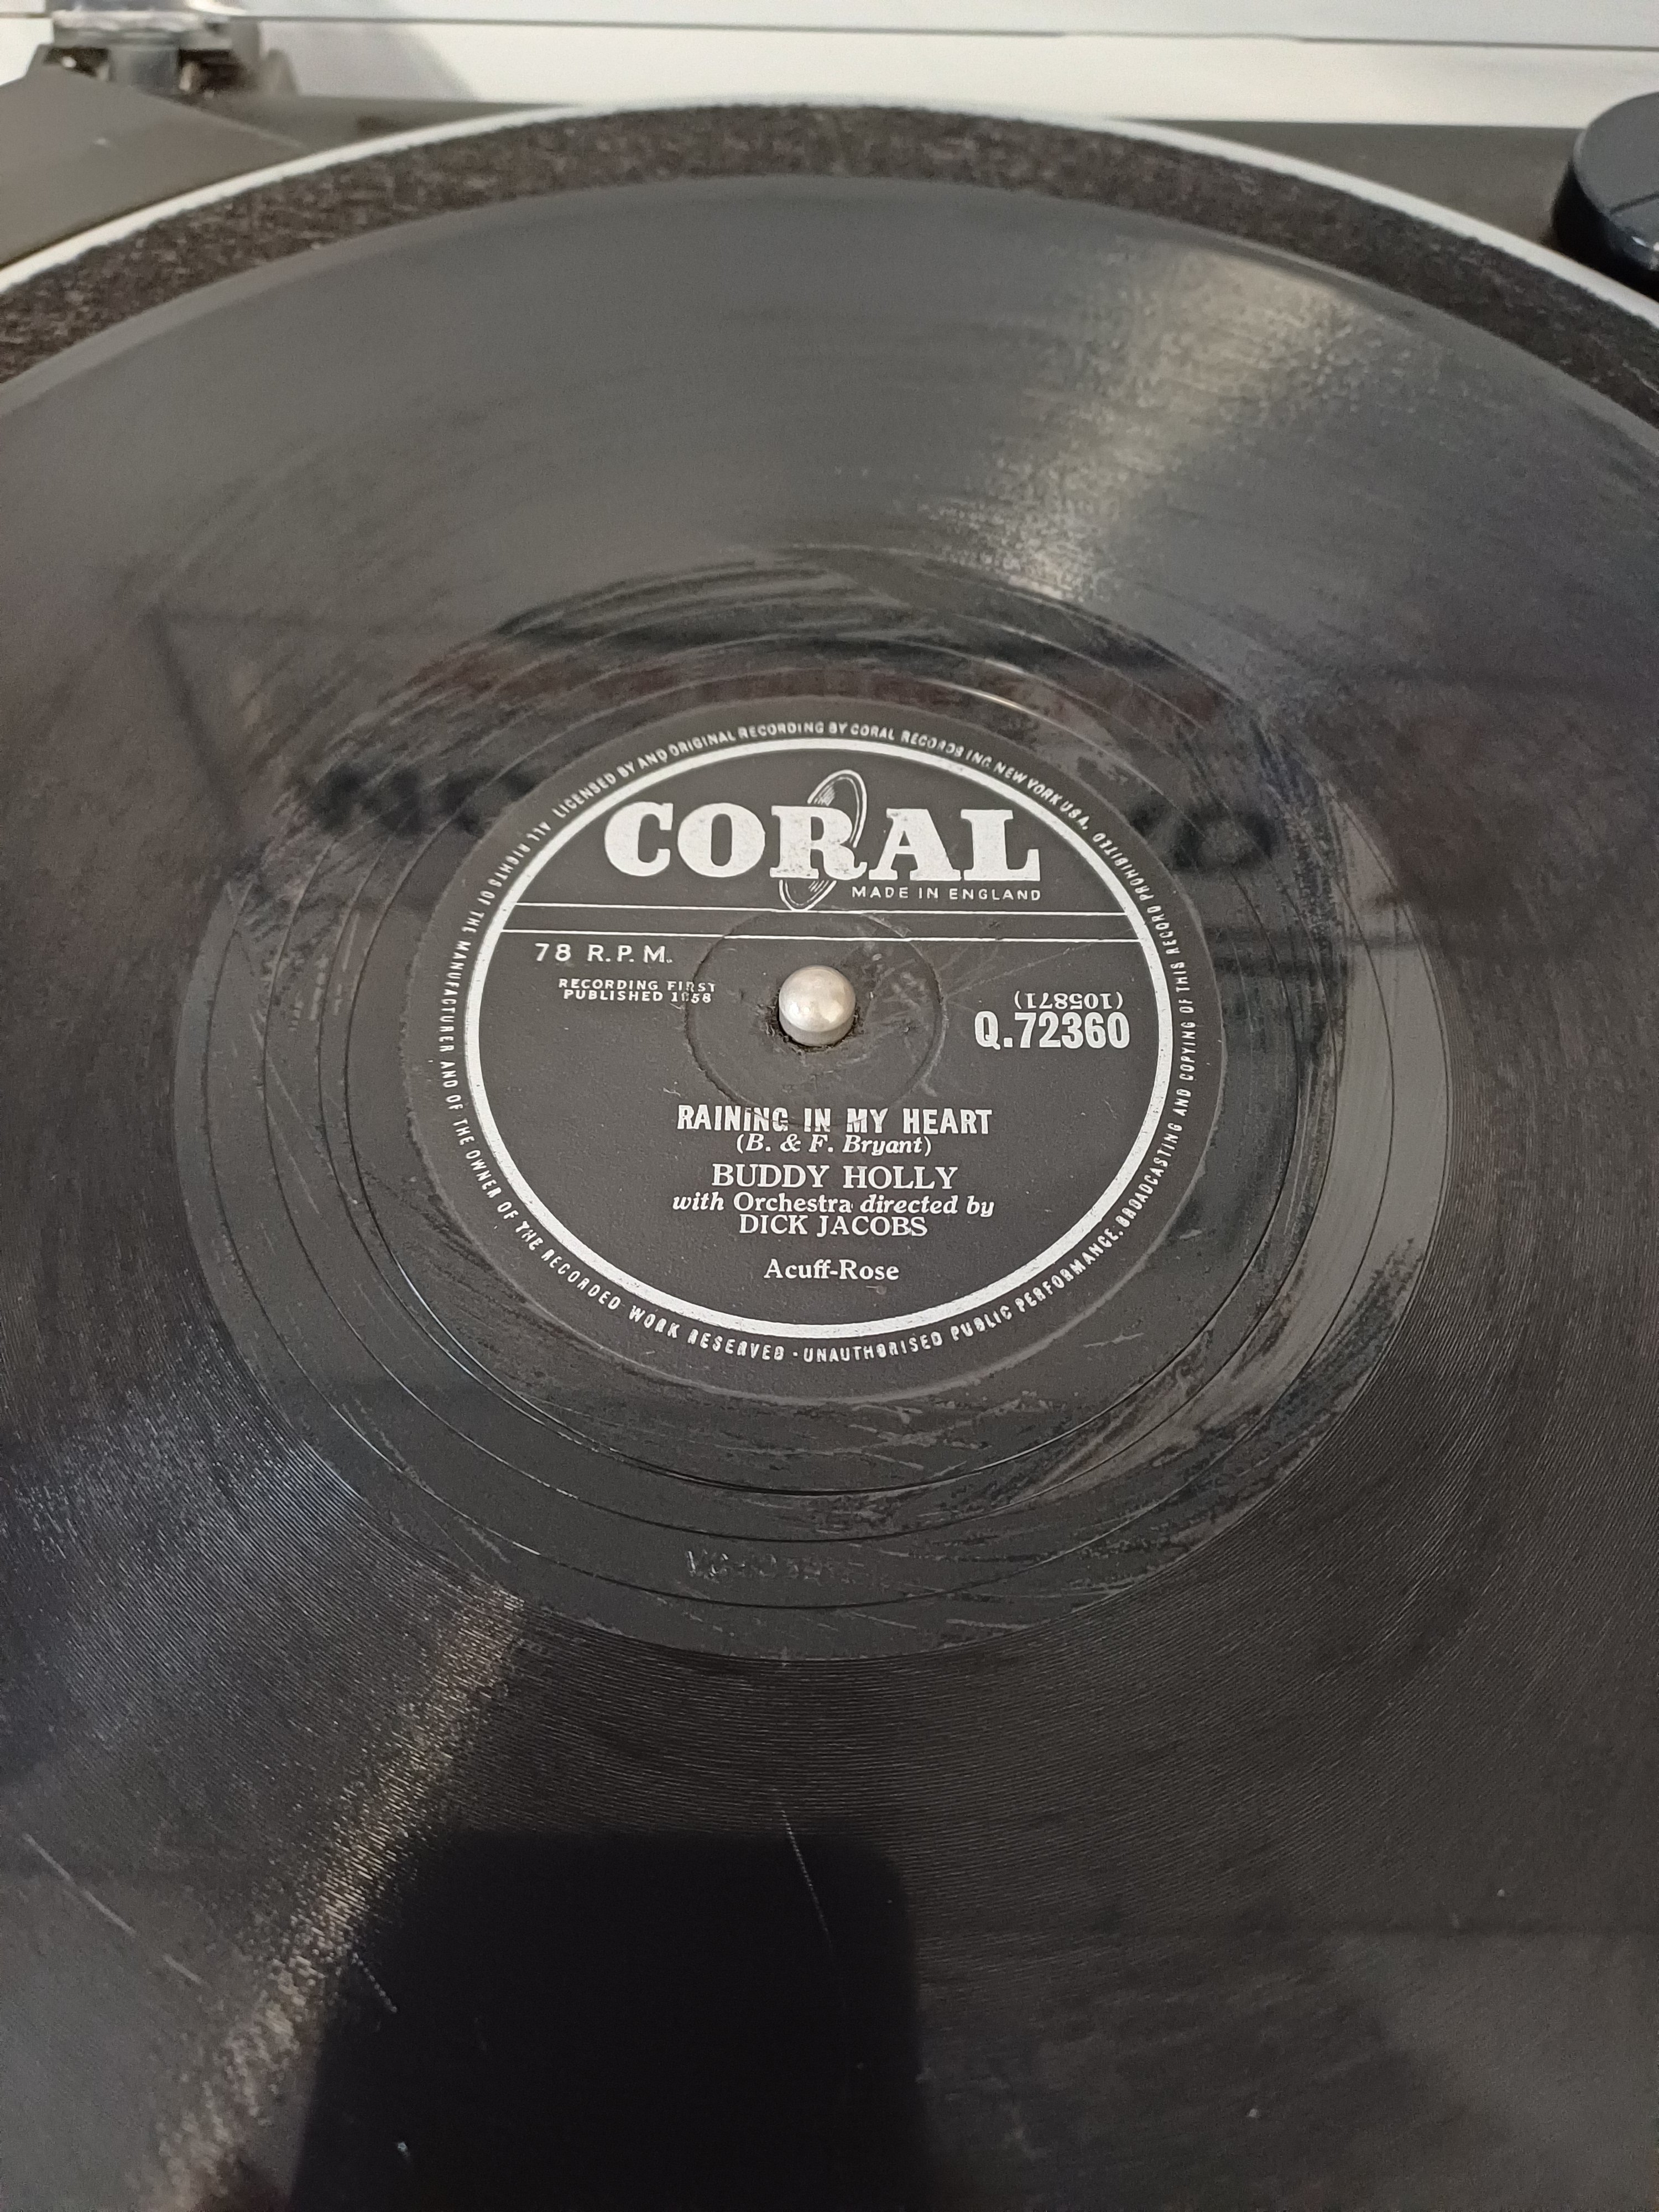 ALL RIGHTS OF THE MANUFACTURER AND OF THE OWNER OF THE RECORDED WORK RESERVED - UNAUTHORISED PUBLIC PERFORMANCE, BROADCASTING AND COPYING OF THIS RECORD PROHIBITED
LICENSED BY AND ORIGINAL RECORDING BY CORAL RECORDS INC. NEW YORK USA.
CORAL
MADE IN ENGLAND
78 R.P.M.
RECORDING FIRST
PUBLISHED 1958
(105871)
Q.72360
RAINING IN MY HEART
(B. & F. Bryant)
BUDDY HOLLY
with Orchestra directed by
DICK JACOBS
Acuff-Rose